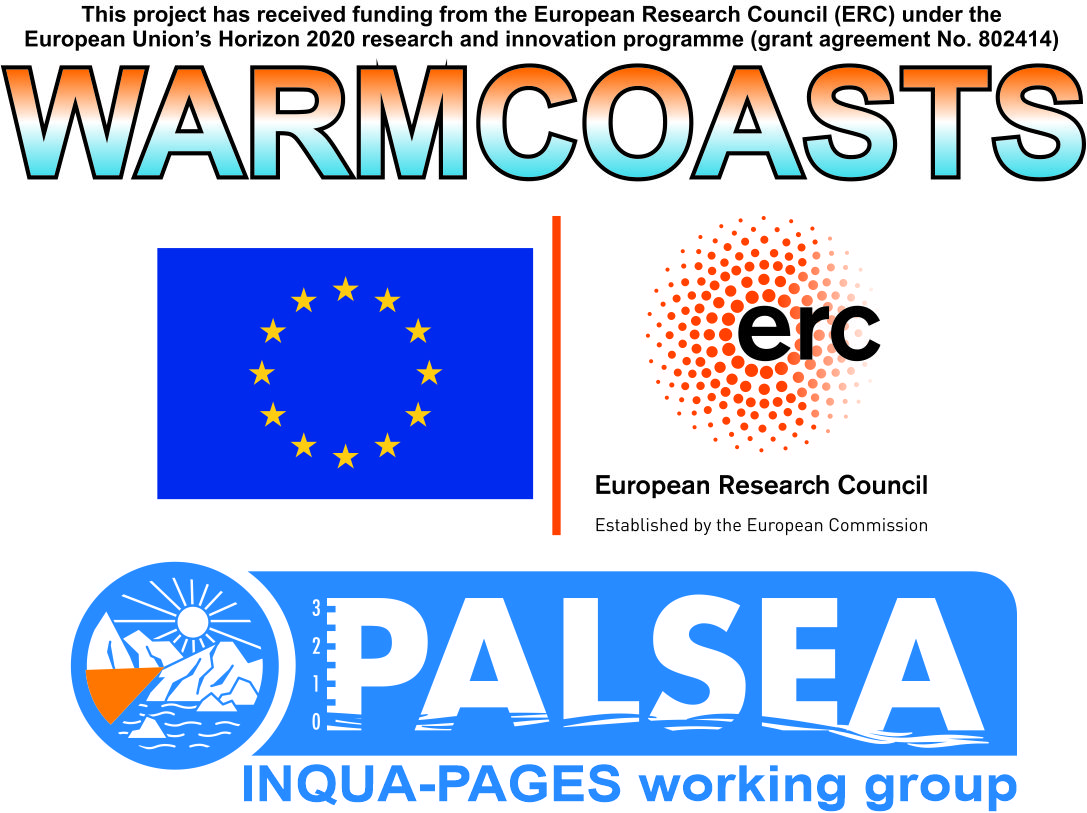 This project has received funding from the European Research Council (ERC) under the
European Union's Horizon 2020 research and innovation programme (grant agreement No. 802414)
WARMCOASTS
erc
European Research Council
Established by the European Commission
3
2
1
0
PALSEA
INQUA-PAGES working group